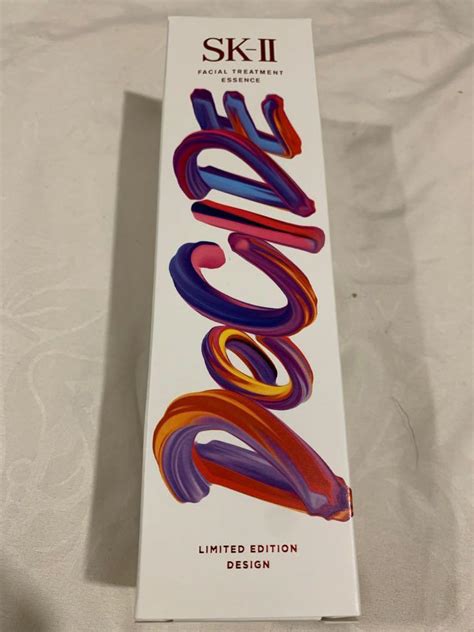 SK-II
FACIAL TREATMENT
ESSENCE
DeCIDE
LIMITED EDITION
DESIGN